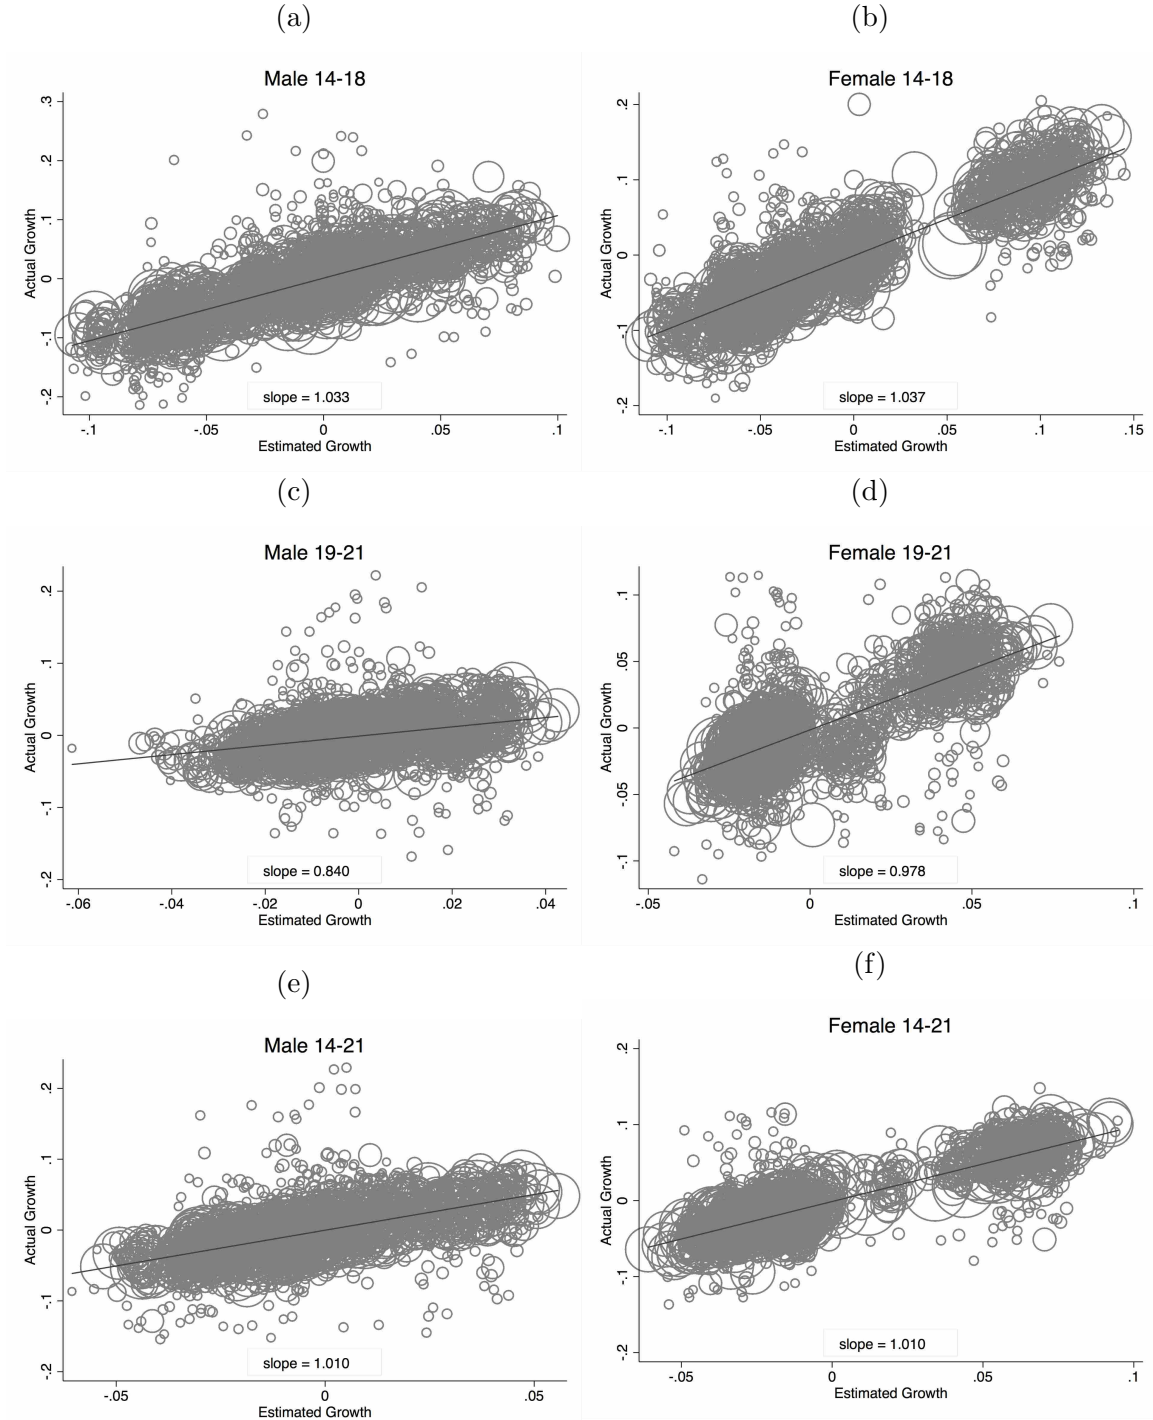 (a)
Male 14-18
.3
.2
.1
0
-.1
-.2
Actual Growth
slope = 1.033
-.1 -.05 0 .05 .1
Estimated Growth
(b)
Female 14-18
.2
.1
0
-.1
-.2
Actual Growth
slope = 1.037
-.1 -.05 0 .05 .1 .15
Estimated Growth
(c)
Male 19-21
.2
.1
0
-.1
-.2
Actual Growth
slope = 0.840
-.06 -.04 -.02 0 .02 .04
Estimated Growth
(d)
Female 19-21
.1
.05
0
-.05
-.1
Actual Growth
slope = 0.978
-.05 0 .05 .1
Estimated Growth
(e)
Male 14-21
.2
.1
0
-.1
-.2
Actual Growth
slope = 1.010
-.05 0 .05
Estimated Growth
(f)
Female 14-21
.2
.1
0
-.1
-.2
Actual Growth
slope = 1.010
-.05 0 .05 .1
Estimated Growth